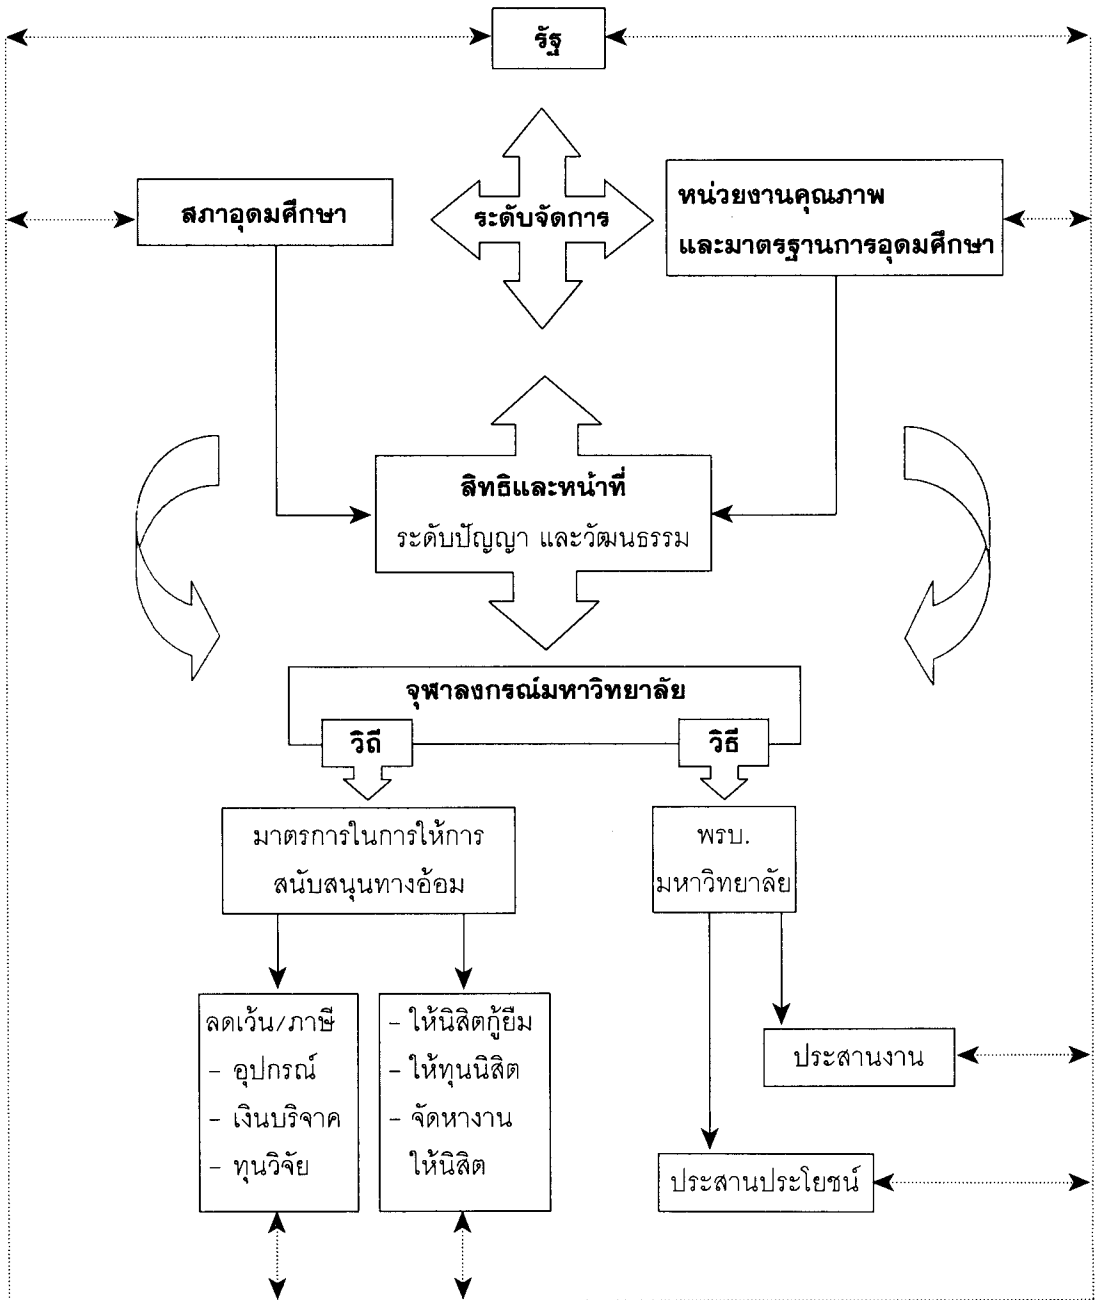 รัฐ
สภาอุดมศึกษา
ระดับจัดการ
หน่วยงานคุณภาพ
และมาตรฐานการอุดมศึกษา
สิทธิและหน้าที่
ระดับปัญญา และวัฒนธรรม
จุฬาลงกรณ์มหาวิทยาลัย
วิถี
วิธี
มาตรการในการให้การ
สนับสนุนทางอ้อม
พรบ.
มหาวิทยาลัย
ลดเว้น/ภาษี
- อุปกรณ์
- เงินบริจาค
- ทุนวิจัย
- ให้นิสิตกู้ยืม
- ให้ทุนนิสิต
- จัดหางาน
ให้นิสิต
ประสานงาน
ประสานประโยชน์